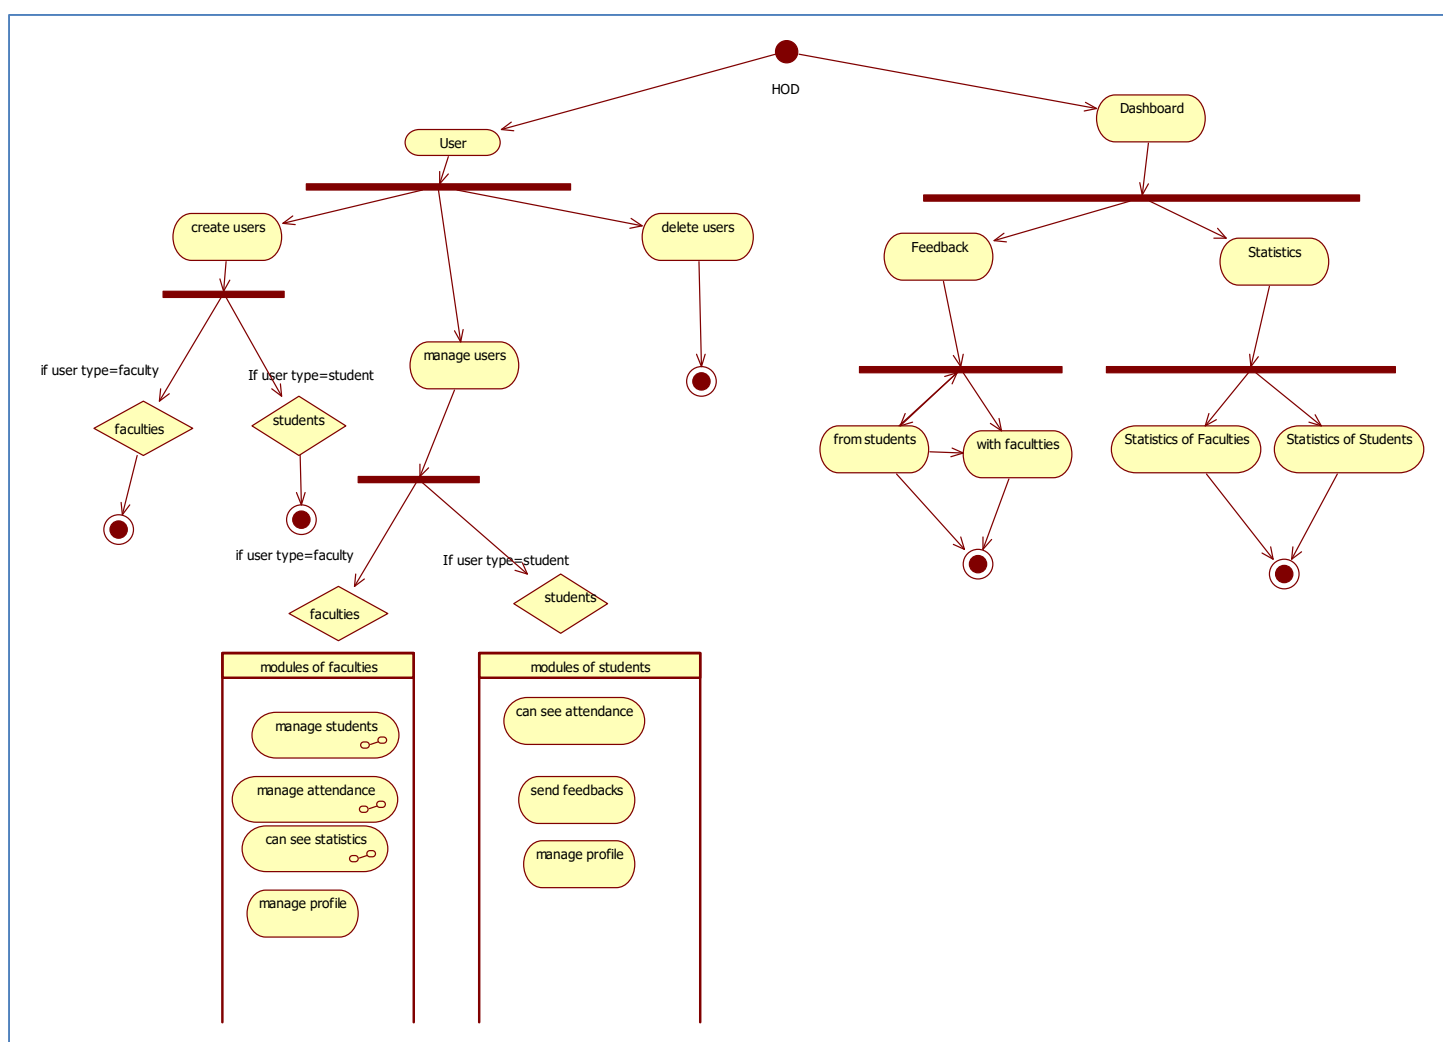 HOD
Dashboard
User
create users
delete users
Feedback
Statistics
manage users
if user type=faculty
If user type=student
faculties
students
from students
with facultties
Statistics of Faculties
Statistics of Students
if user type=faculty
If user type=student
faculties
students
modules of faculties
modules of students
manage students
can see attendance
manage attendance
send feedbacks
can see statistics
manage profile
manage profile